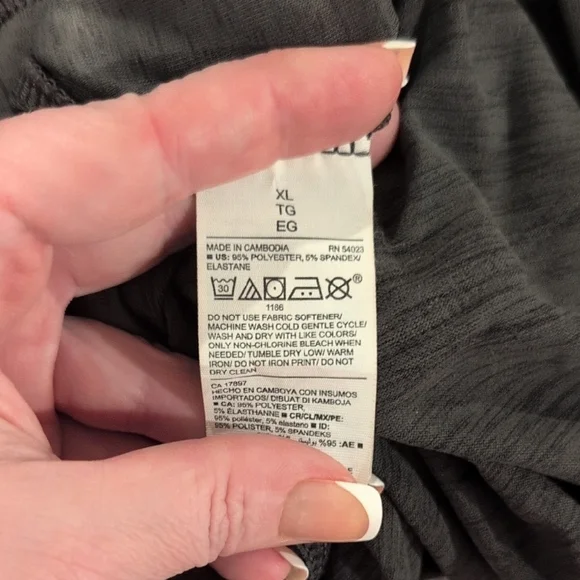 XL
TG
EG
MADE IN CAMBODIA RN 54023
■ US: 95% POLYESTER, 5% SPANDEX/
ELASTANE
30
®
1166
DO NOT USE FABRIC SOFTENER/
MACHINE WASH COLD GENTLE CYCLE/
WASH AND DRY WITH LIKE COLORS/
ONLY NON-CHLORINE BLEACH WHEN
NEEDED/ TUMBLE DRY LOW/ WARM
IRON/ DO NOT IRON PRINT/ DO NOT
DRY CLEAN
CA 17897
HECHO EN CAMBOYA CON INSUMOS
IMPORTADOS/ DIBUAT DI KAMBOJA
■ CA: 95% POLYESTER,
5% ÉLASTHANNE ■ CR/CL/MX/PE:
95% poliéster, 5% elastano ■ ID:
95% POLISTER, 5% SPANDEKS
■ AE: 95%